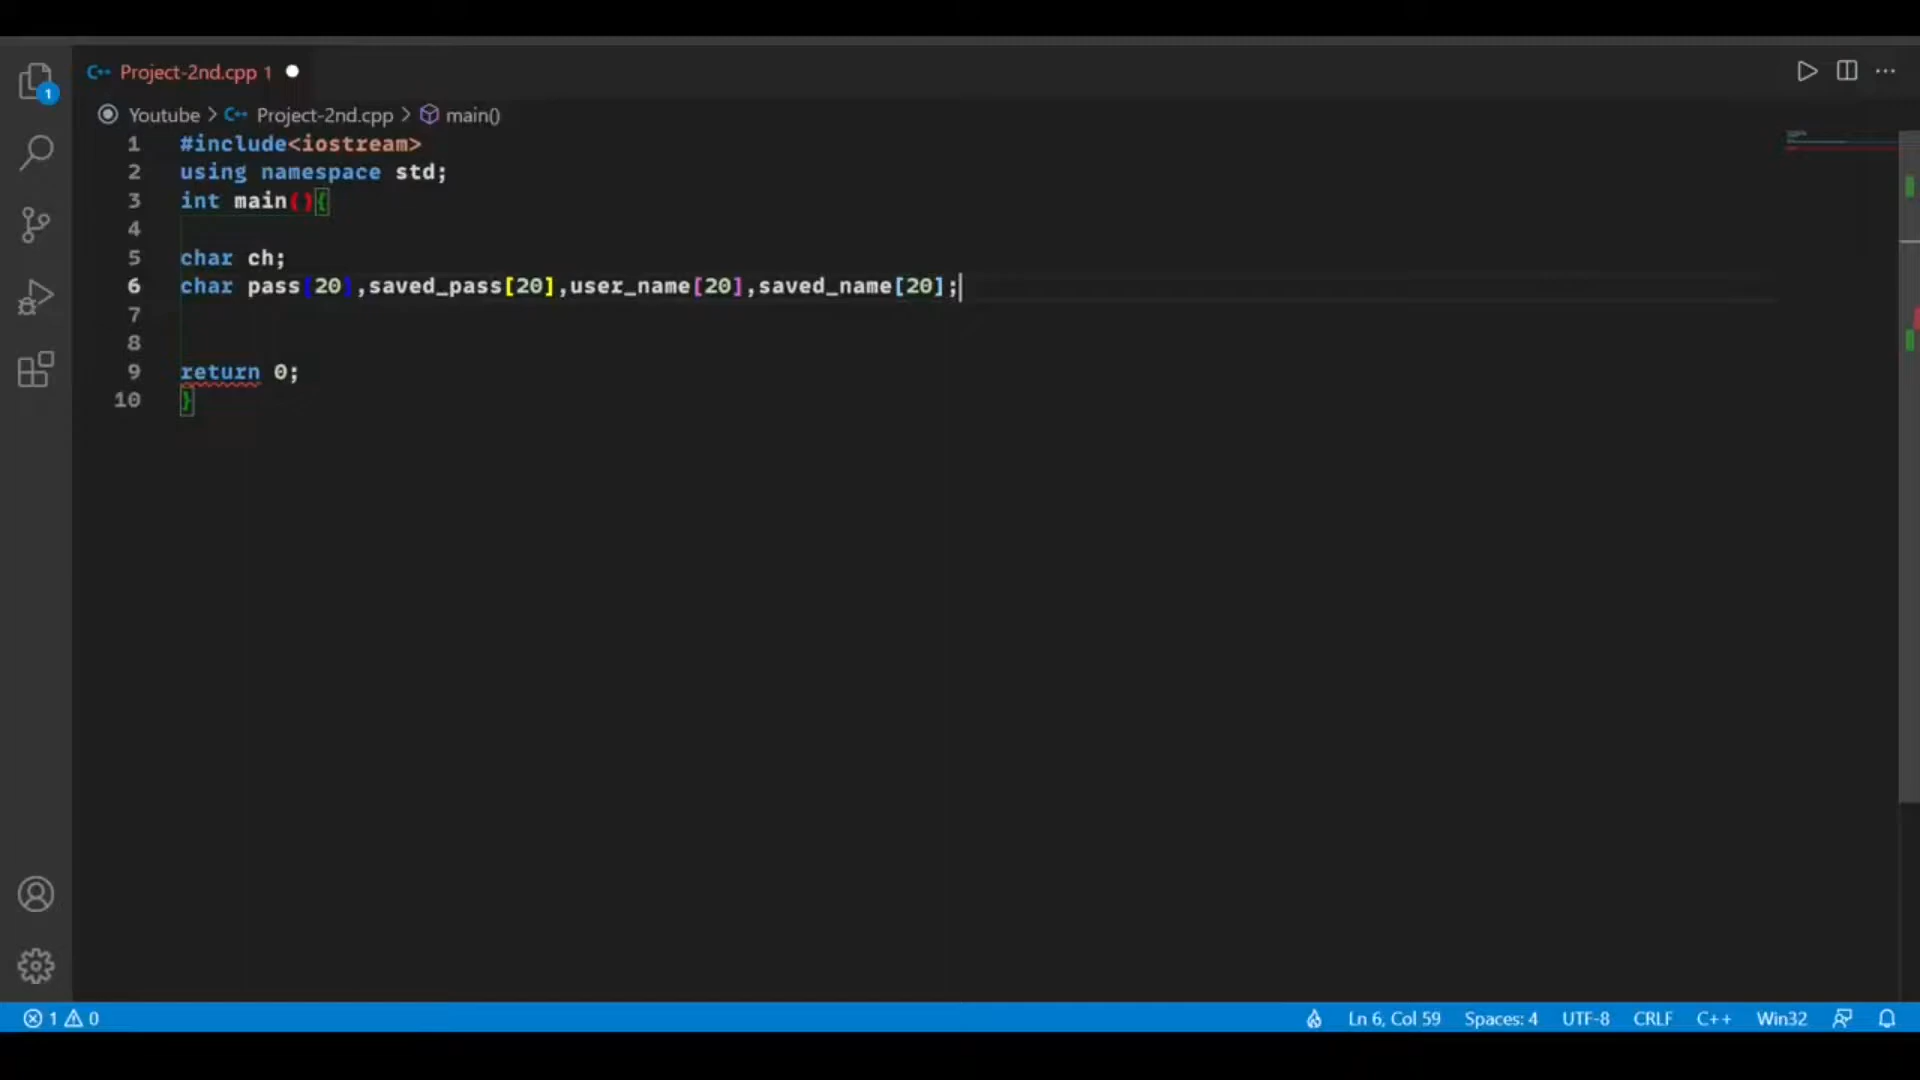 1
C++ Project-2nd.cpp 1
Youtube > C++ Project-2nd.cpp > main()
1 #include<iostream>
2 using namespace std;
3 int main(){
4
5 char ch;
6 char pass[20],saved_pass[20],user_name[20],saved_name[20];
7
8
9 return 0;
10 }
1 0 Ln 6, Col 59 Spaces: 4 UTF-8 CRLF C++ Win32